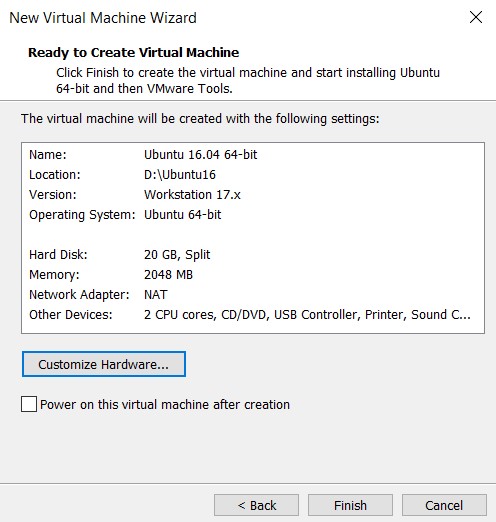 New Virtual Machine Wizard
Ready to Create Virtual Machine
Click Finish to create the virtual machine and start installing Ubuntu
64-bit and then VMware Tools.
The virtual machine will be created with the following settings:
Name: Ubuntu 16.04 64-bit
Location: D:\Ubuntu16
Version: Workstation 17.x
Operating System: Ubuntu 64-bit
Hard Disk: 20 GB, Split
Memory: 2048 MB
Network Adapter: NAT
Other Devices: 2 CPU cores, CD/DVD, USB Controller, Printer, Sound C...
Customize Hardware...
Power on this virtual machine after creation
< Back Finish Cancel